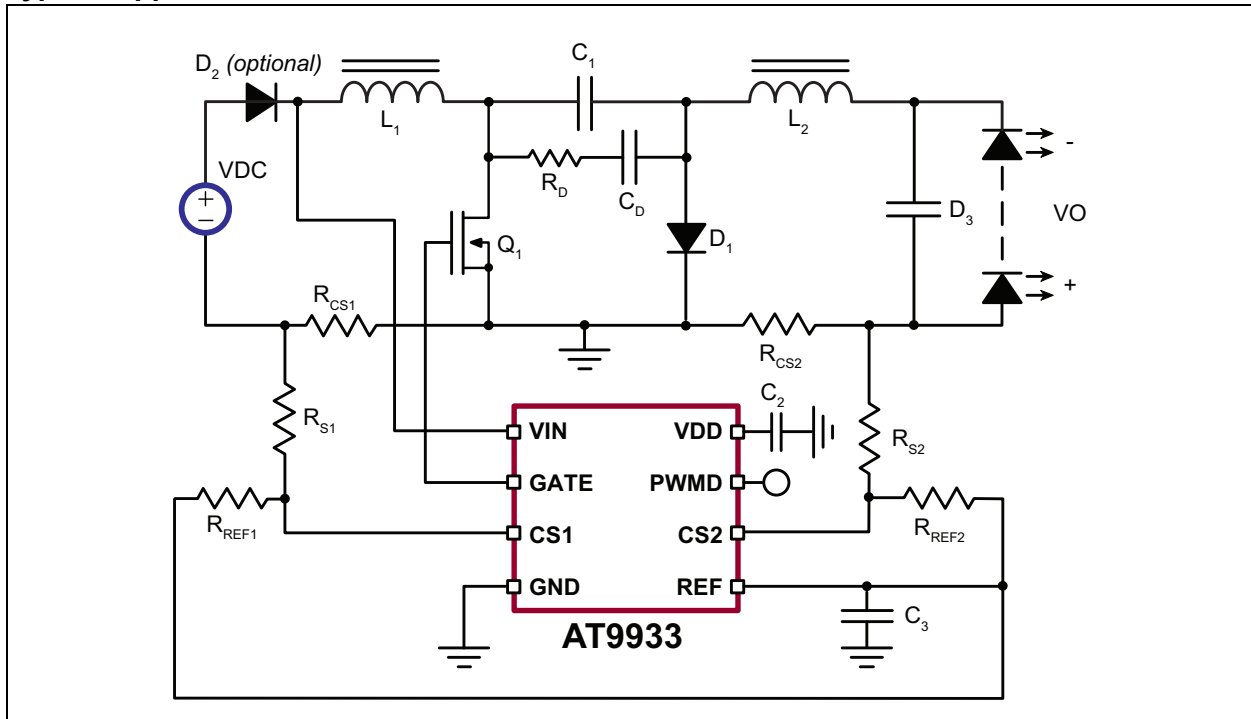 D2 (optional)
C1
L1
L2
VDC
+
−
RD
CD
Q1
D1
D3
-
VO
+
RCS1
RCS2
RS1
C2
RS2
VIN
VDD
GATE
PWMD
RREF1
CS1
CS2
RREF2
GND
REF
C3
AT9933